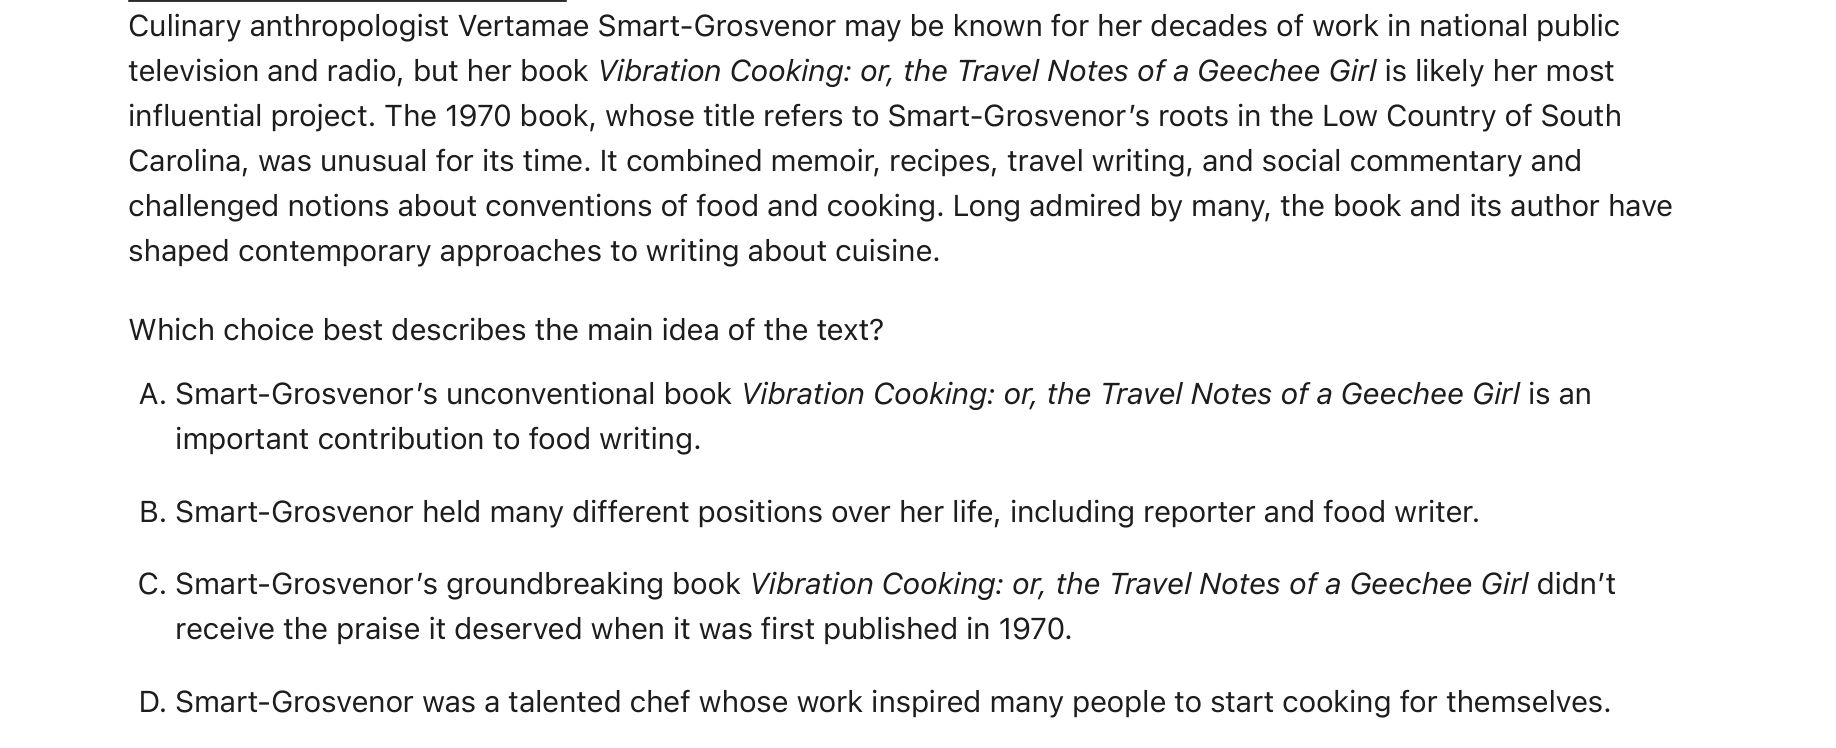 Culinary anthropologist Vertamae Smart-Grosvenor may be known for her decades of work in national public
television and radio, but her book Vibration Cooking: or, the Travel Notes of a Geechee Girl is likely her most
influential project. The 1970 book, whose title refers to Smart-Grosvenor’s roots in the Low Country of South
Carolina, was unusual for its time. It combined memoir, recipes, travel writing, and social commentary and
challenged notions about conventions of food and cooking. Long admired by many, the book and its author have
shaped contemporary approaches to writing about cuisine.
Which choice best describes the main idea of the text?
A. Smart-Grosvenor’s unconventional book Vibration Cooking: or, the Travel Notes of a Geechee Girl is an
important contribution to food writing.
B. Smart-Grosvenor held many different positions over her life, including reporter and food writer.
C. Smart-Grosvenor’s groundbreaking book Vibration Cooking: or, the Travel Notes of a Geechee Girl didn’t
receive the praise it deserved when it was first published in 1970.
D. Smart-Grosvenor was a talented chef whose work inspired many people to start cooking for themselves.